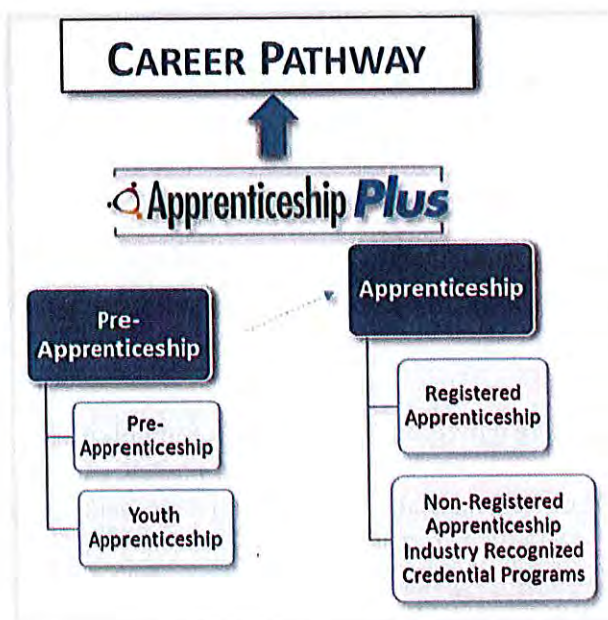 CAREER PATHWAY
Apprenticeship Plus
Pre-
Apprenticeship
Pre-
Apprenticeship
Youth
Apprenticeship
Apprenticeship
Registered
Apprenticeship
Non-Registered
Apprenticeship
Industry Recognized
Credential Programs